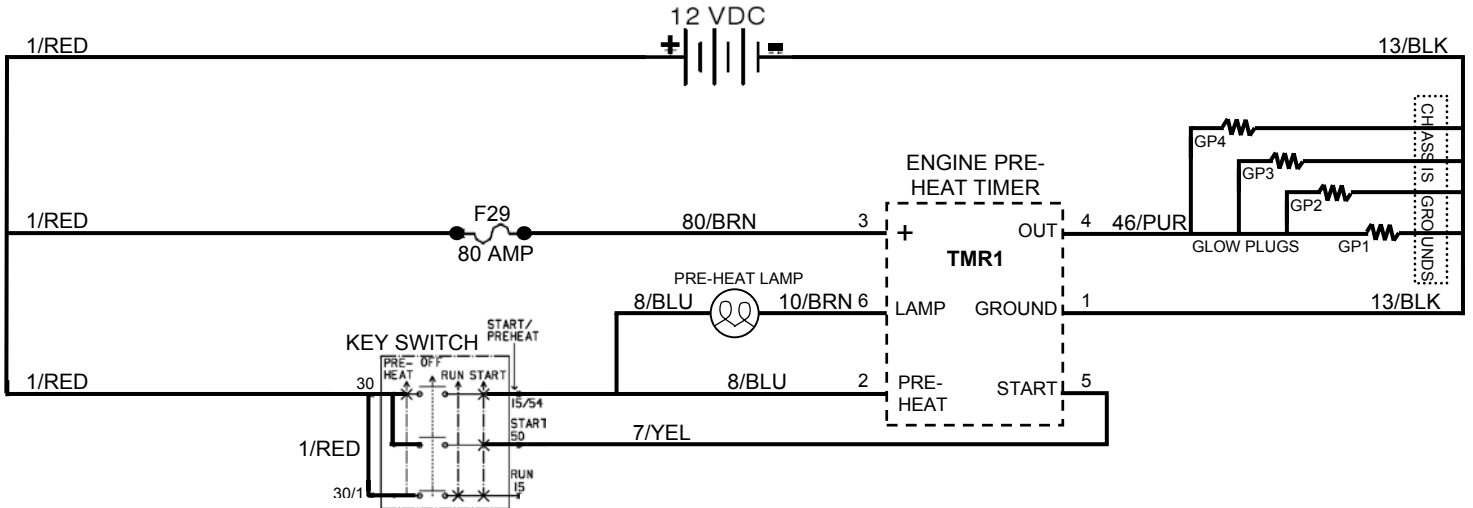 12 VDC
1/RED
+
-
13/BLK
CHASSIS GROUNDS
GP4
GP3
GP2
GP1
GLOW PLUGS
ENGINE PRE-
HEAT TIMER
1/RED
F29
80 AMP
80/BRN
3
+
OUT
4
46/PUR
TMR1
PRE-HEAT LAMP
8/BLU
10/BRN
6
LAMP
GROUND
1
13/BLK
START/
PREHEAT
KEY SWITCH
PRE-
HEAT
OFF
RUN
START
1/RED
30
15/54
8/BLU
2
PRE-
HEAT
START
5
START
50
7/YEL
1/RED
RUN
15
30/1